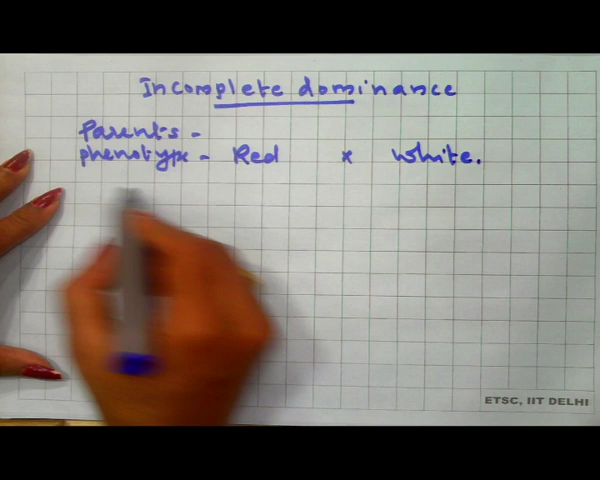 Incomplete dominance
Parents -
phenotype - Red × White.
ETSC, IIT DELHI